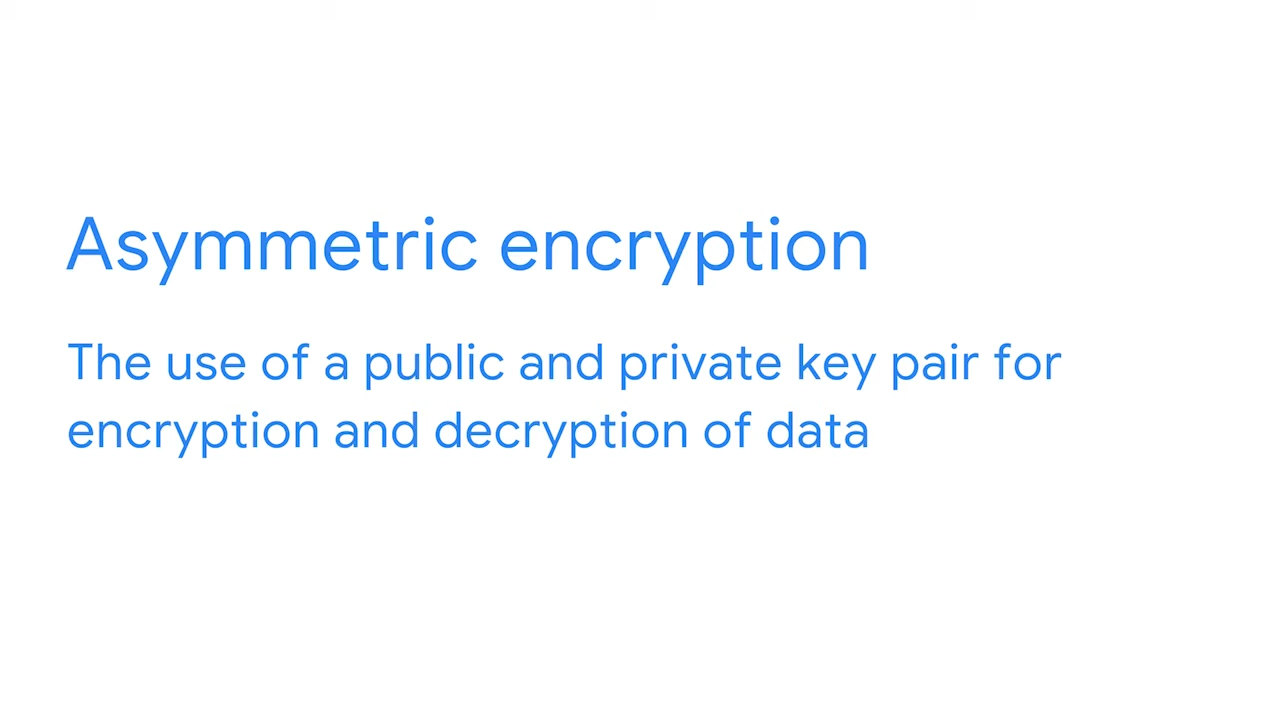 Asymmetric encryption
The use of a public and private key pair for
encryption and decryption of data